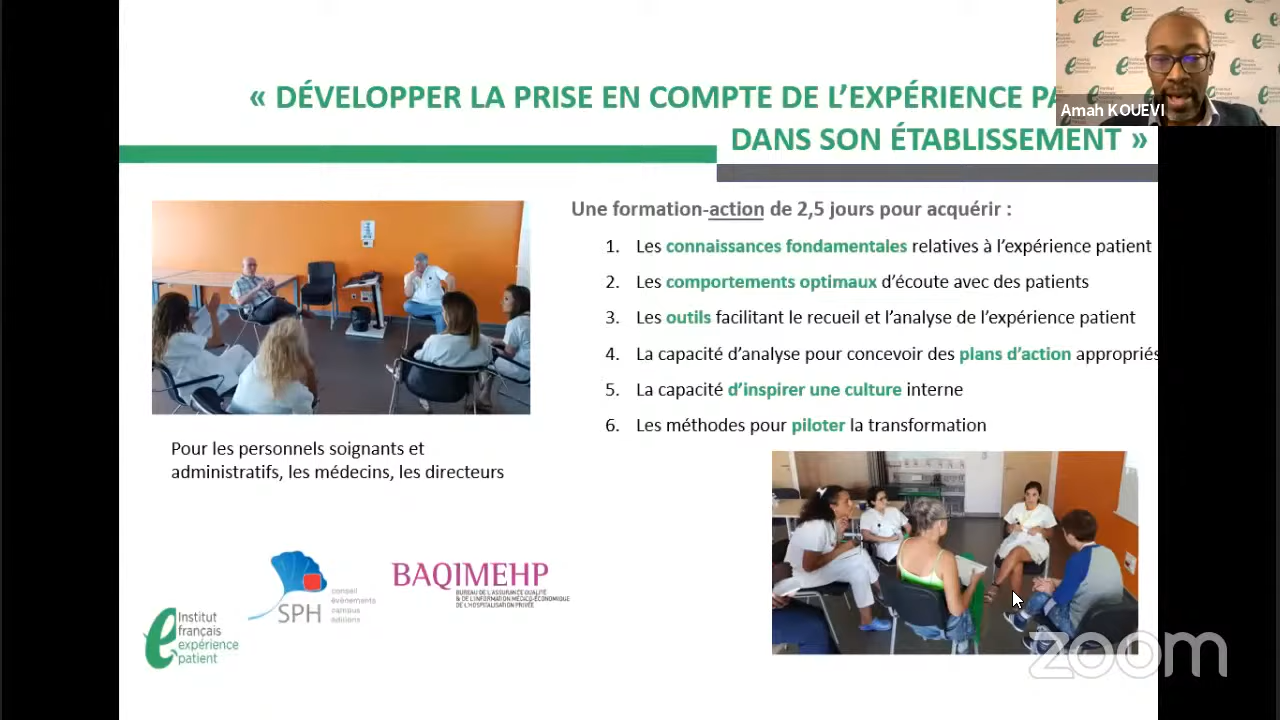 « DÉVELOPPER LA PRISE EN COMPTE DE L’EXPÉRIENCE PA
DANS SON ÉTABLISSEMENT »
Amah KOUEVI
Une formation-action de 2,5 jours pour acquérir :
1. Les connaissances fondamentales relatives à l’expérience patient
2. Les comportements optimaux d’écoute avec des patients
3. Les outils facilitant le recueil et l’analyse de l’expérience patient
4. La capacité d’analyse pour concevoir des plans d’action appropriés
5. La capacité d’inspirer une culture interne
6. Les méthodes pour piloter la transformation
Pour les personnels soignants et
administratifs, les médecins, les directeurs
Institut
français
expérience
patient
SPH
conseil
événements
campus
éditions
BAQIMEHP
BUREAU DE L'ASSURANCE QUALITÉ
& DE L'INFORMATION MÉDICO-ÉCONOMIQUE
DE L'HOSPITALISATION PRIVÉE
zoom